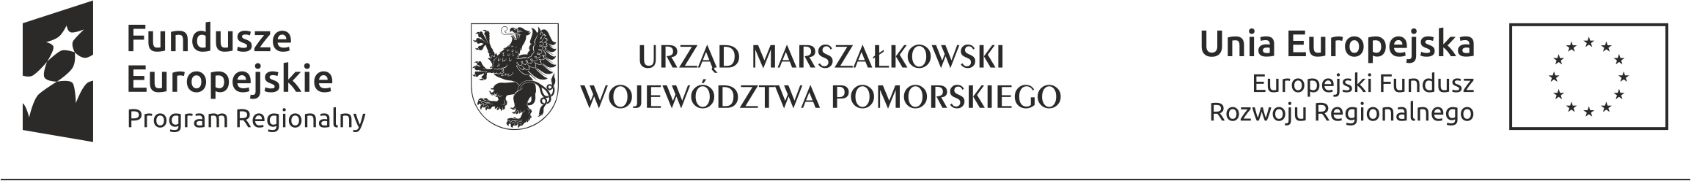 Fundusze
Europejskie
Program Regionalny
URZĄD MARSZAŁKOWSKI
WOJEWÓDZTWA POMORSKIEGO
Unia Europejska
Europejski Fundusz
Rozwoju Regionalnego